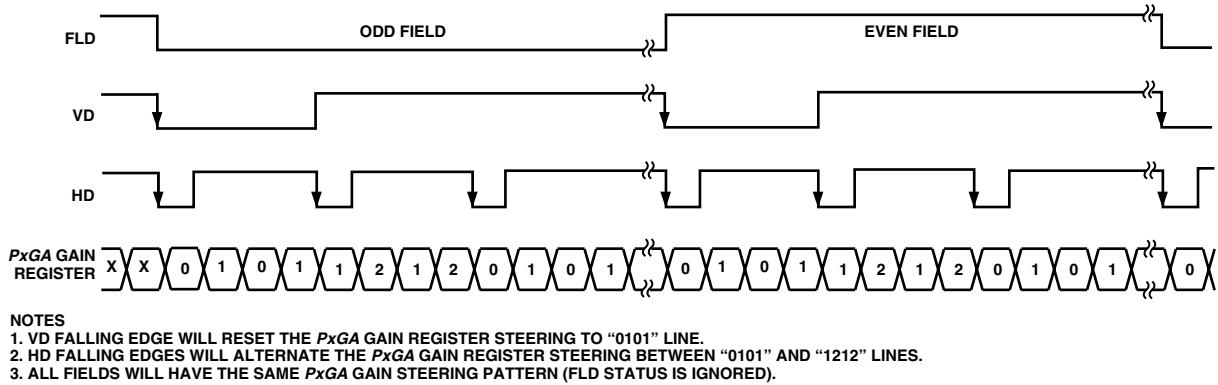 FLD ODD FIELD EVEN FIELD
VD
HD
PxGA GAIN
REGISTER X X 0 1 0 1 1 2 1 2 0 1 0 1 0 1 0 1 1 2 1 2 0 1 0 1 0
NOTES
1. VD FALLING EDGE WILL RESET THE PxGA GAIN REGISTER STEERING TO “0101” LINE.
2. HD FALLING EDGES WILL ALTERNATE THE PxGA GAIN REGISTER STEERING BETWEEN “0101” AND “1212” LINES.
3. ALL FIELDS WILL HAVE THE SAME PxGA GAIN STEERING PATTERN (FLD STATUS IS IGNORED).